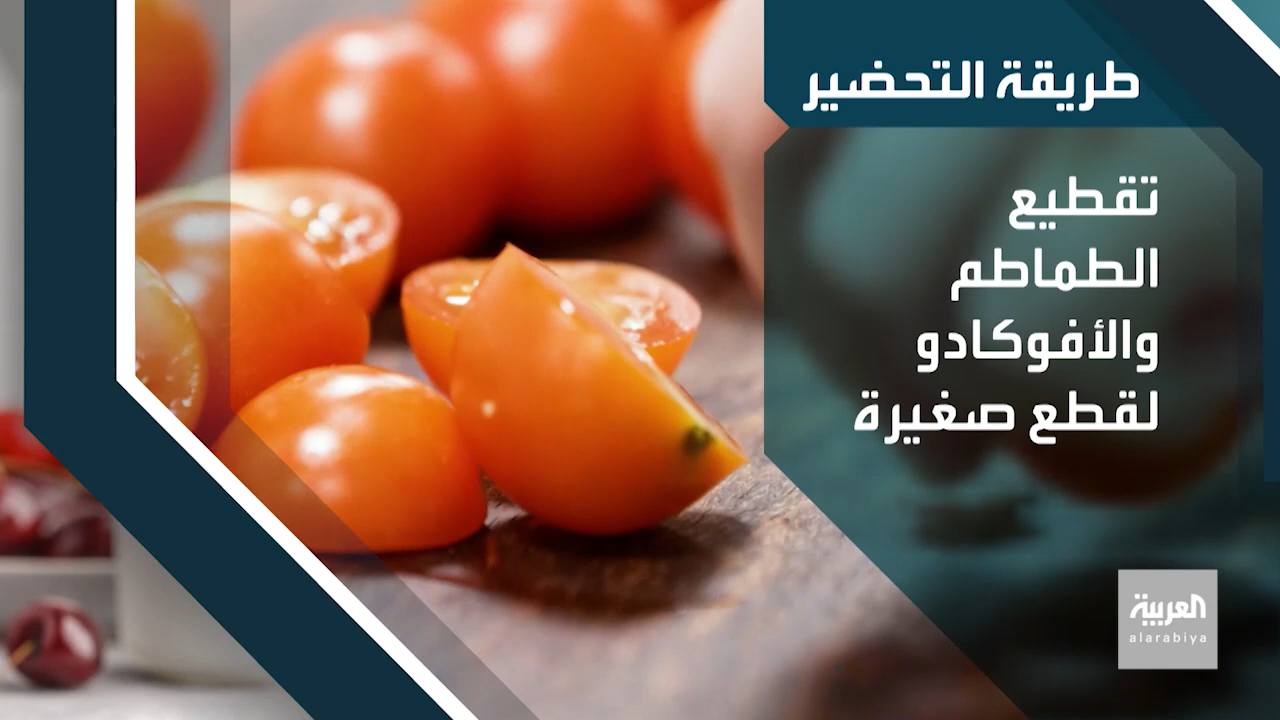 طريقة التحضير
تقطيع
الطماطم
والأفوكادو
لقطع صغيرة
العربية
alarabiya